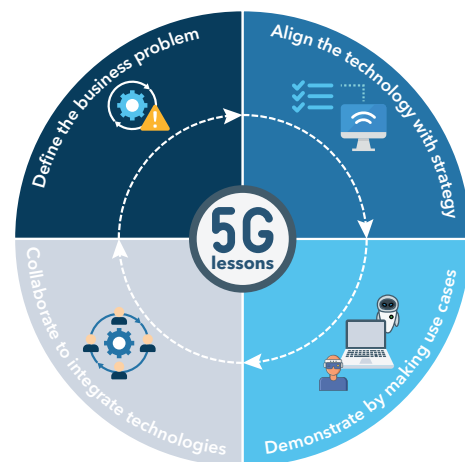 Define the business problem
Align the technology with strategy
5G
lessons
Collaborate to integrate technologies
Demonstrate by making use cases